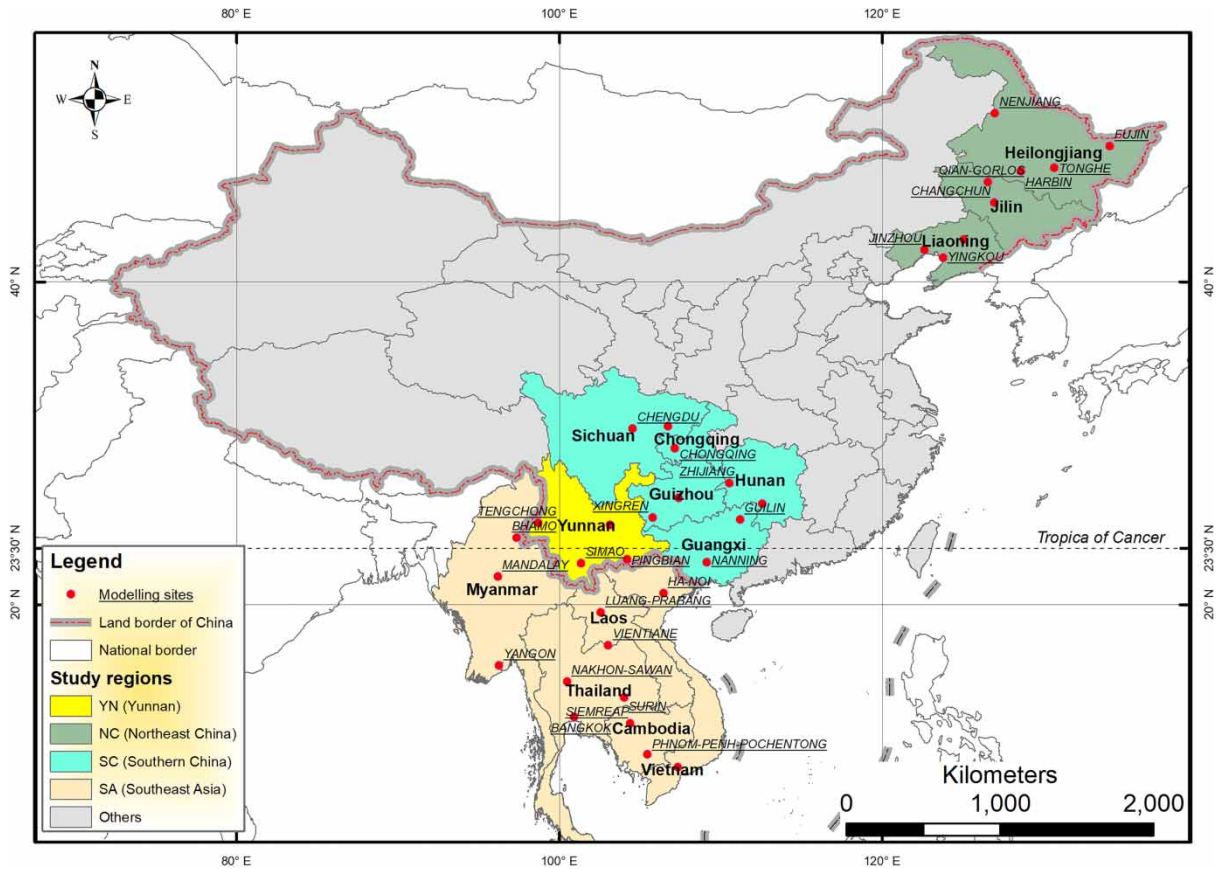 80° E
100° E
120° E
N
W
E
S
NENJIANG
FUJIN
Heilongjiang
QIAN-GORLOS
TONGHE
CHANGCHUN
HARBIN
Jilin
JINZHOU
Liaoning
YINGKOU
40° N
40° N
CHENGDU
Sichuan
Chongqing
CHONGQING
ZHIJIANG
Hunan
Guizhou
XINGREN
GUILIN
TENGCHONG
BHAMO
Yunnan
Tropica of Cancer
Guangxi
23°30 N
23°30 N
SIMAO
PINGBIAN
NANNING
MANDALAY
Myanmar
HA-NOI
20° N
20° N
LUANG-PRABANG
Laos
VIENTIANE
YANGON
NAKHON-SAWAN
Thailand
SURIN
SIEMREAP
BANGKOK
Cambodia
PHNOM-PENH-POCHENTONG
Vietnam
Legend
Modelling sites
Land border of China
National border
Study regions
YN (Yunnan)
NC (Northeast China)
SC (Southern China)
SA (Southeast Asia)
Others
Kilometers
0
1,000
2,000
80° E
100° E
120° E